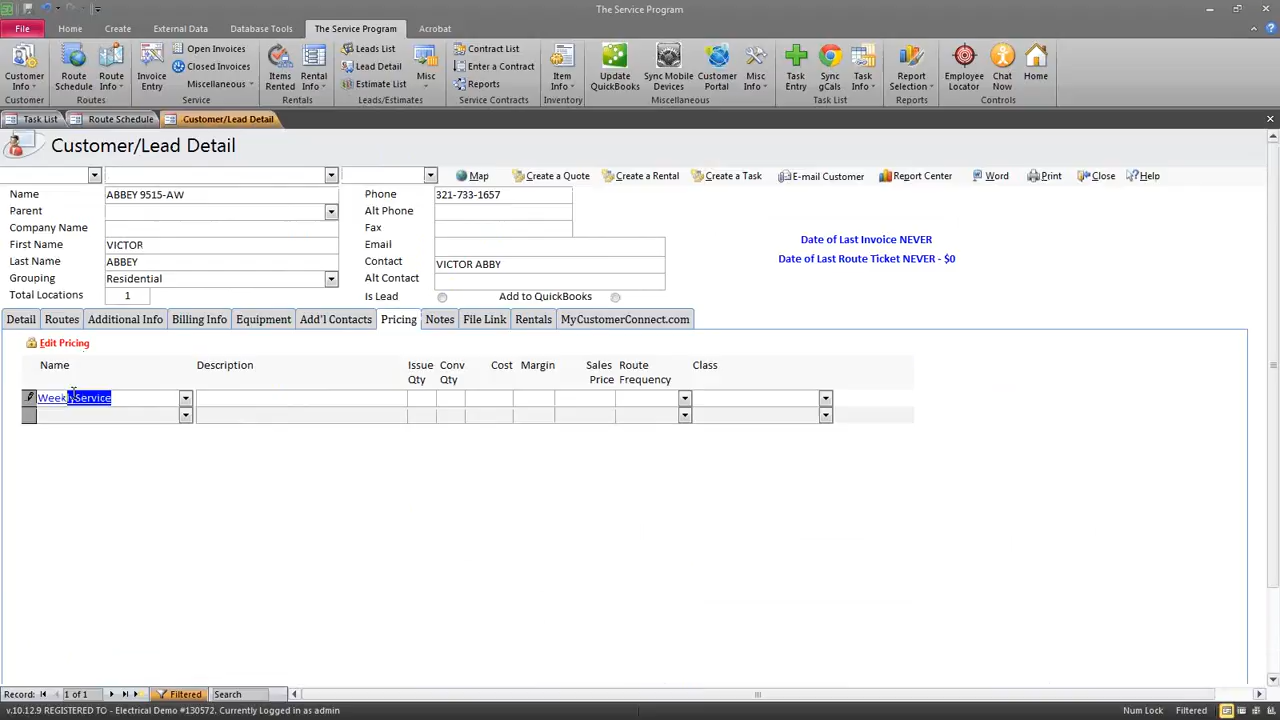 The Service Program
File Home Create External Data Database Tools The Service Program Acrobat
Customer Info Route Schedule Route Info Invoice Entry Open Invoices Closed Invoices Miscellaneous Items Rented Rental Info Leads List Lead Detail Estimate List Misc Contract List Enter a Contract Reports Item Info Update QuickBooks Sync Mobile Devices Customer Portal Misc Info Task Entry Sync gCals Task Info Report Selection Employee Locator Chat Now Home
Customer Routes Service Rentals Leads/Estimates Service Contracts Inventory Miscellaneous Task List Reports Controls
Task List Route Schedule Customer/Lead Detail
Customer/Lead Detail
Map Create a Quote Create a Rental Create a Task E-mail Customer Report Center Word Print Close Help
Name ABBEY 9515-AW Phone 321-733-1657
Parent Alt Phone
Company Name Fax
First Name VICTOR Email
Last Name ABBEY Contact VICTOR ABBY
Grouping Residential Alt Contact
Total Locations 1 Is Lead Add to QuickBooks
Date of Last Invoice NEVER
Date of Last Route Ticket NEVER - $0
Detail Routes Additional Info Billing Info Equipment Add'l Contacts Pricing Notes File Link Rentals MyCustomerConnect.com
Edit Pricing
Name Description Issue Qty Conv Qty Cost Margin Sales Price Route Frequency Class
Weekly Service
Record: 1 of 1 Filtered Search
v.10.12.9 REGISTERED TO - Electrical Demo #130572. Currently Logged in as admin Num Lock Filtered